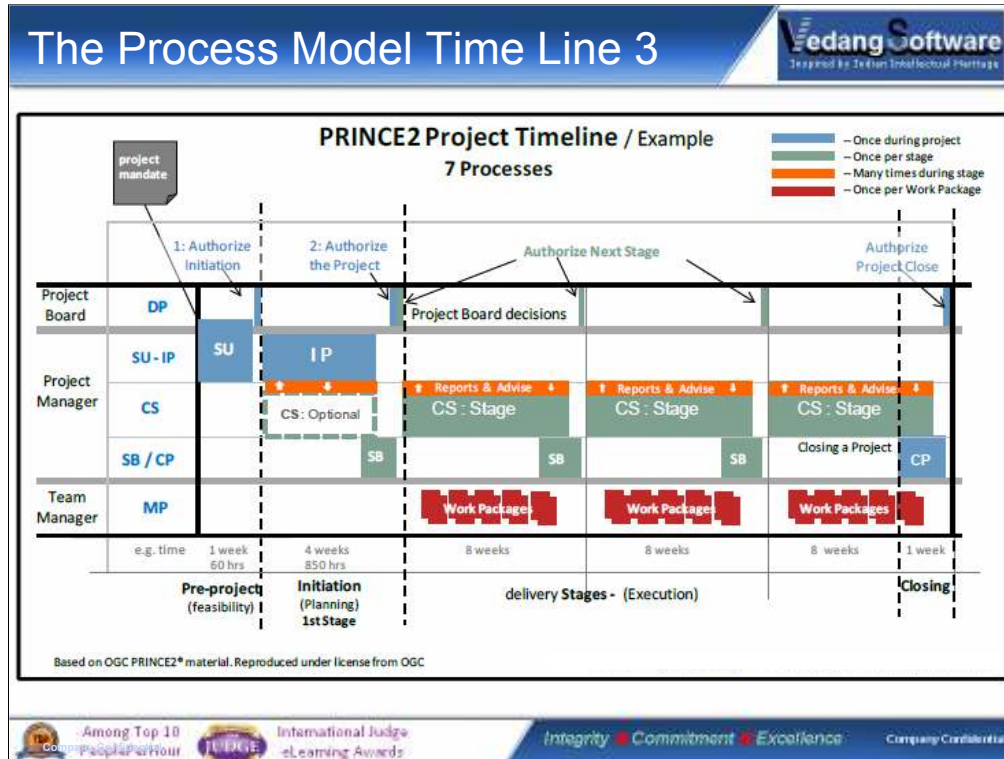 The Process Model Time Line 3
Vedang Software
Inspired by Indian Intellectual Heritage
PRINCE2 Project Timeline / Example
7 Processes
– Once during project
– Once per stage
– Many times during stage
– Once per Work Package
project
mandate
1: Authorize
Initiation
2: Authorize
the Project
Authorize Next Stage
Authorize
Project Close
Project
Board
DP
Project Board decisions
Project
Manager
SU - IP
SU
I P
CS
Reports & Advise
Reports & Advise
Reports & Advise
CS : Optional
CS : Stage
CS : Stage
CS : Stage
SB / CP
SB
SB
SB
Closing a Project
CP
Team
Manager
MP
Work Packages
Work Packages
Work Packages
e.g. time
1 week
60 hrs
4 weeks
850 hrs
8 weeks
8 weeks
8 weeks
1 week
Pre-project
(feasibility)
Initiation
(Planning)
1st Stage
delivery Stages - (Execution)
Closing
Based on OGC PRINCE2® material. Reproduced under license from OGC
Among Top 10
PeoplePerHour
JUDGE
International Judge
eLearning Awards
Integrity Commitment Excellence
Company Confidential